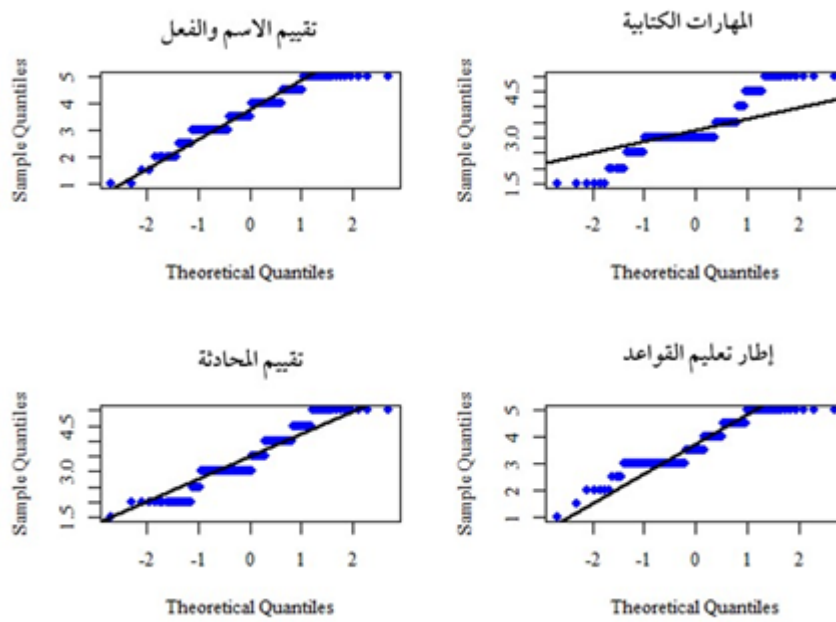 تقييم الاسم والفعل
Sample Quantiles
5
4
3
2
1
-2 -1 0 1 2
Theoretical Quantiles
المهارات الكتابية
Sample Quantiles
4.5
3.0
1.5
-2 -1 0 1 2
Theoretical Quantiles
تقييم المحادثة
Sample Quantiles
4.5
3.0
1.5
-2 -1 0 1 2
Theoretical Quantiles
إطار تعليم القواعد
Sample Quantiles
5
4
3
2
1
-2 -1 0 1 2
Theoretical Quantiles